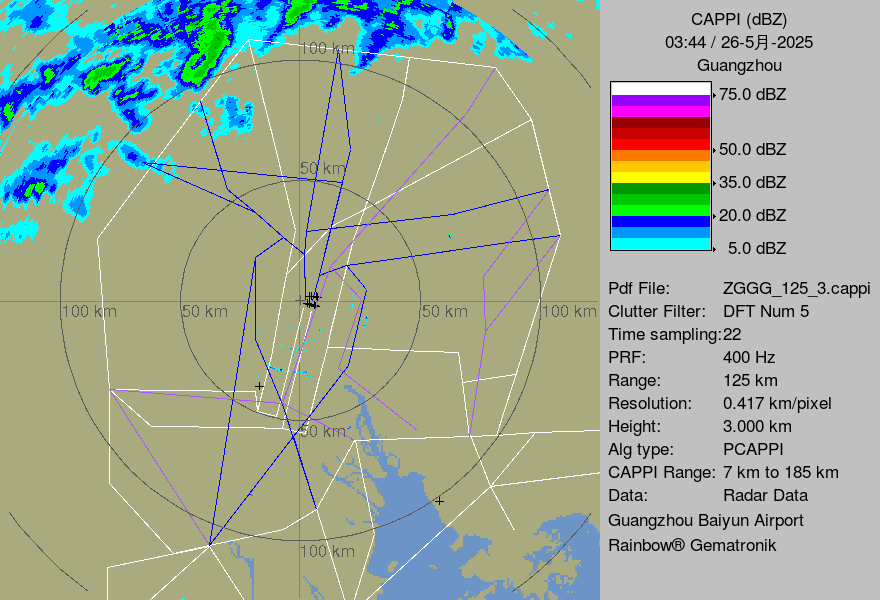 CAPPI (dBZ)
03:44 / 26-5月-2025
Guangzhou
75.0 dBZ
50.0 dBZ
35.0 dBZ
20.0 dBZ
5.0 dBZ
Pdf File: ZGGG_125_3.cappi
Clutter Filter: DFT Num 5
Time sampling:22
PRF: 400 Hz
Range: 125 km
Resolution: 0.417 km/pixel
Height: 3.000 km
Alg type: PCAPPI
CAPPI Range: 7 km to 185 km
Data: Radar Data
Guangzhou Baiyun Airport
Rainbow® Gematronik
100 km
50 km
100 km
50 km
50 km
100 km
50 km
100 km